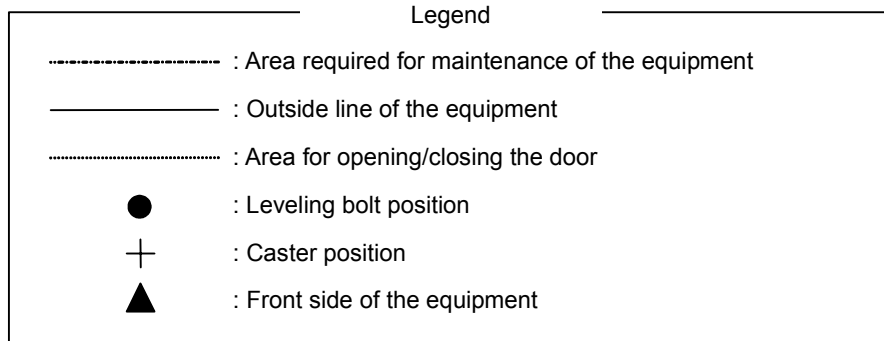 Legend
: Area required for maintenance of the equipment
: Outside line of the equipment
: Area for opening/closing the door
: Leveling bolt position
: Caster position
: Front side of the equipment